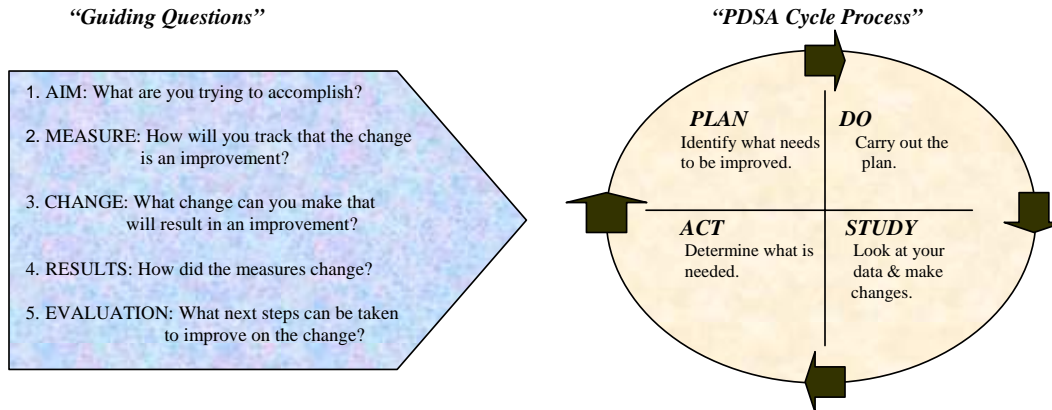 “Guiding Questions”
1. AIM: What are you trying to accomplish?
2. MEASURE: How will you track that the change
is an improvement?
3. CHANGE: What change can you make that
will result in an improvement?
4. RESULTS: How did the measures change?
5. EVALUATION: What next steps can be taken
to improve on the change?
“PDSA Cycle Process”
PLAN
Identify what needs
to be improved.
DO
Carry out the
plan.
ACT
Determine what is
needed.
STUDY
Look at your
data & make
changes.